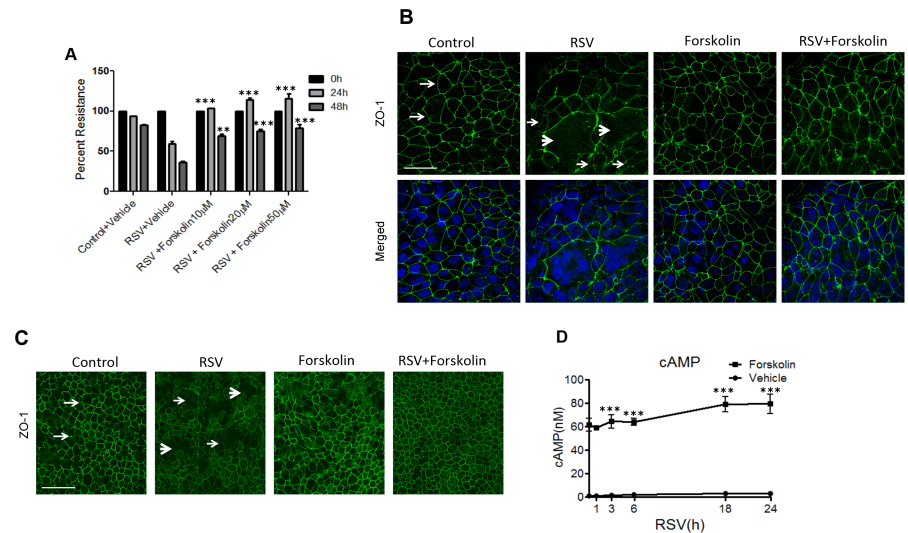 A
Percent Resistance
150
100
50
0
0h
24h
48h
***
***
***
**
***
***
Control+Vehicle
RSV+Vehicle
RSV +Forskolin10µM
RSV + Forskolin20µM
RSV + Forskolin50µM
B
Control
RSV
Forskolin
RSV+Forskolin
ZO-1
Merged
C
Control
RSV
Forskolin
RSV+Forskolin
ZO-1
D
cAMP
Forskolin
Vehicle
cAMP(nM)
100
80
60
40
20
0
***
***
***
***
1
3
6
18
24
RSV(h)